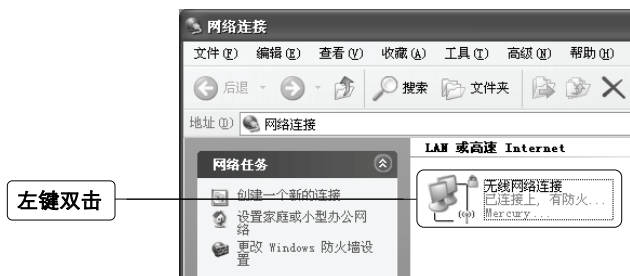 网络连接
文件(F) 编辑(E) 查看(V) 收藏(A) 工具(T) 高级(N) 帮助(H)
后退 搜索 文件夹
地址(D) 网络连接
LAN 或高速 Internet
网络任务
创建一个新的连接
设置家庭或小型办公网
络
更改 Windows 防火墙设
置
无线网络连接
已连接上, 有防火...
Mercury...
左键双击